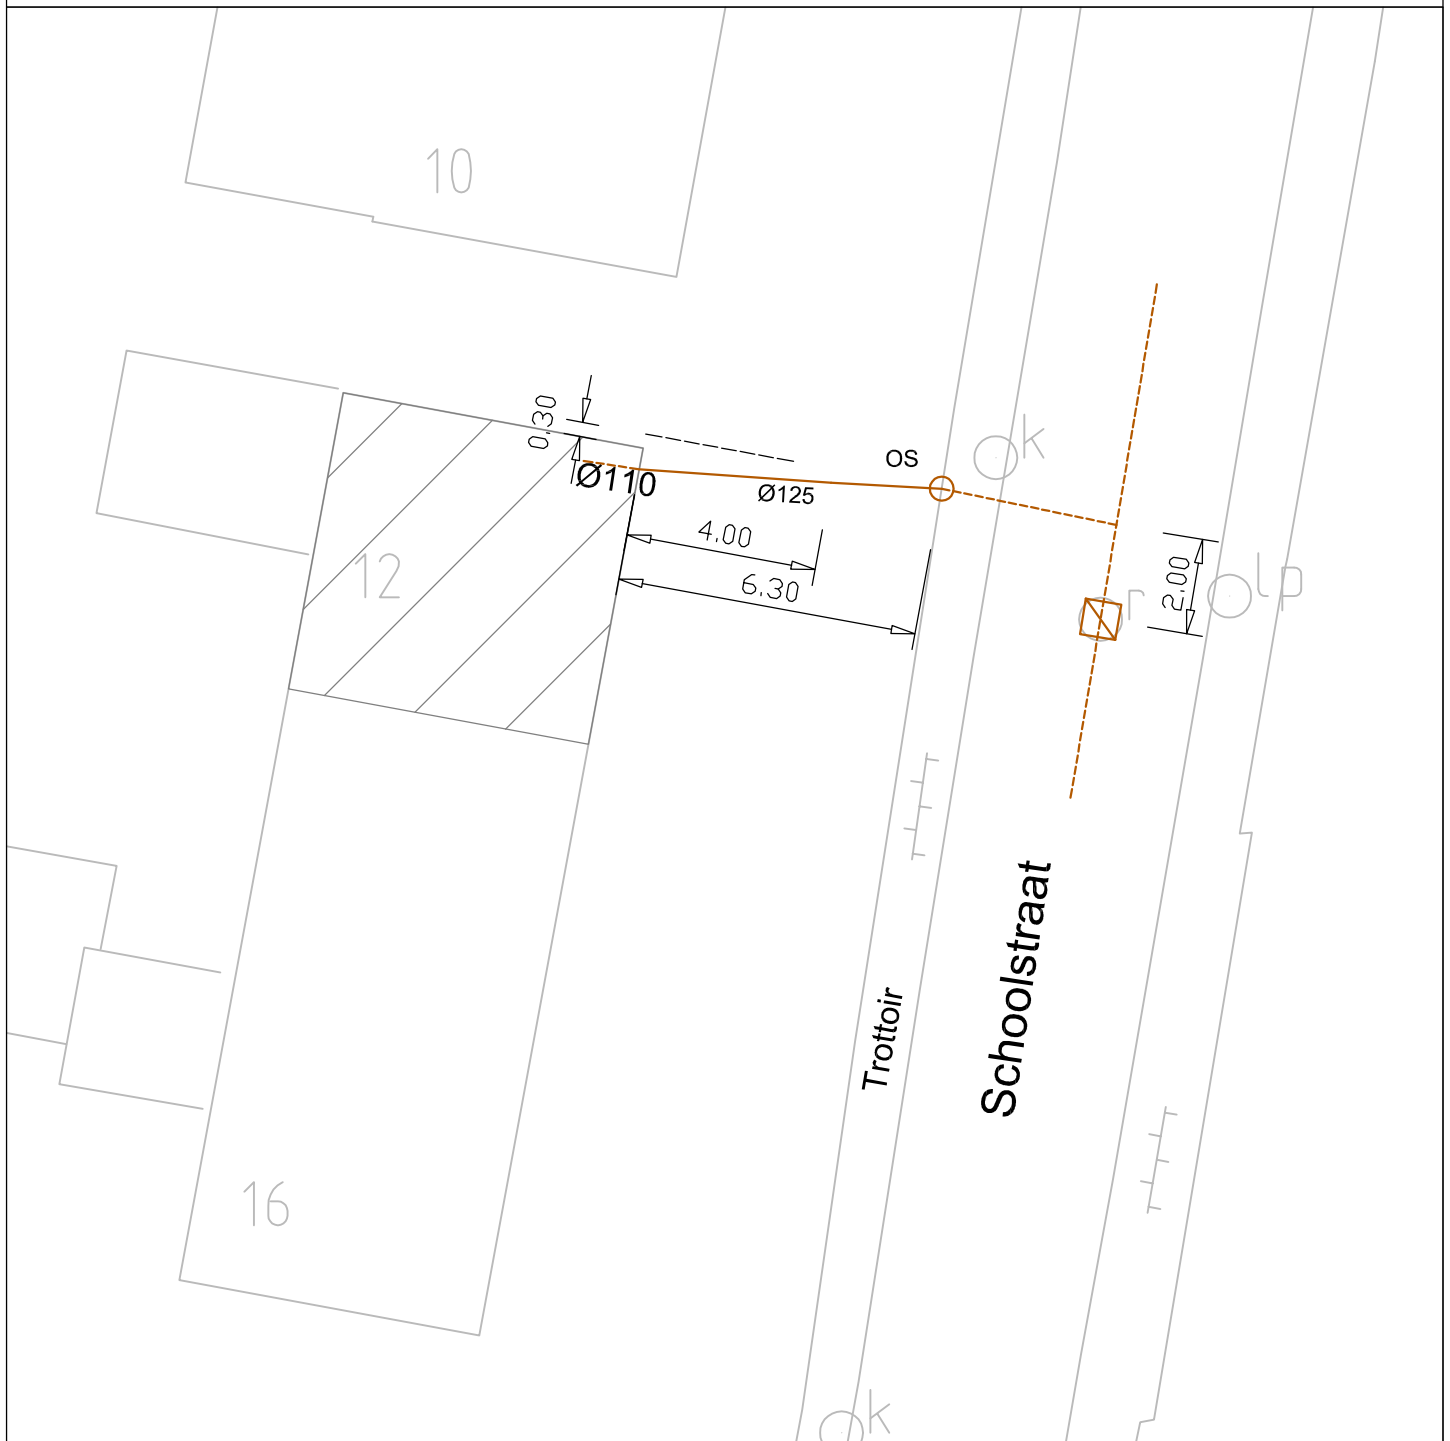 10
0.30
k
OS
Ø110
Ø125
4.00
12
6.30
2.00
lp
r
Schoolstraat
Trottoir
16
k